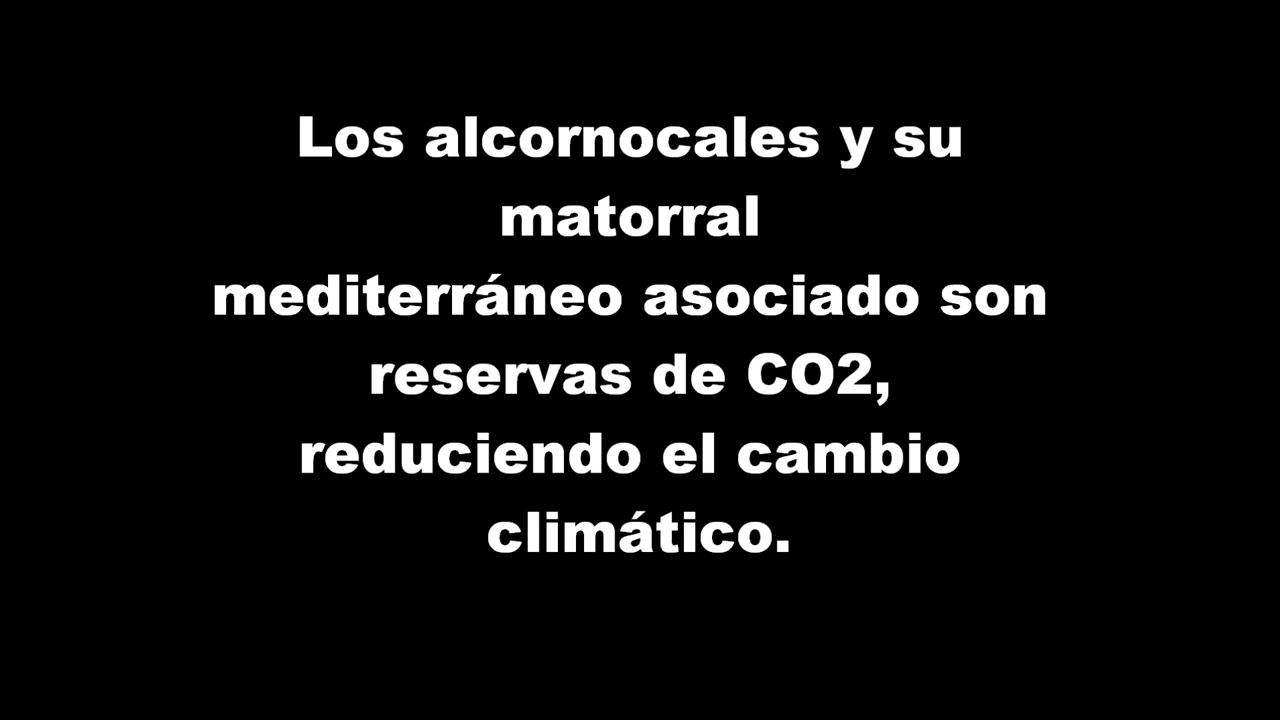 Los alcornocales y su
matorral
mediterráneo asociado son
reservas de CO2,
reduciendo el cambio
climático.